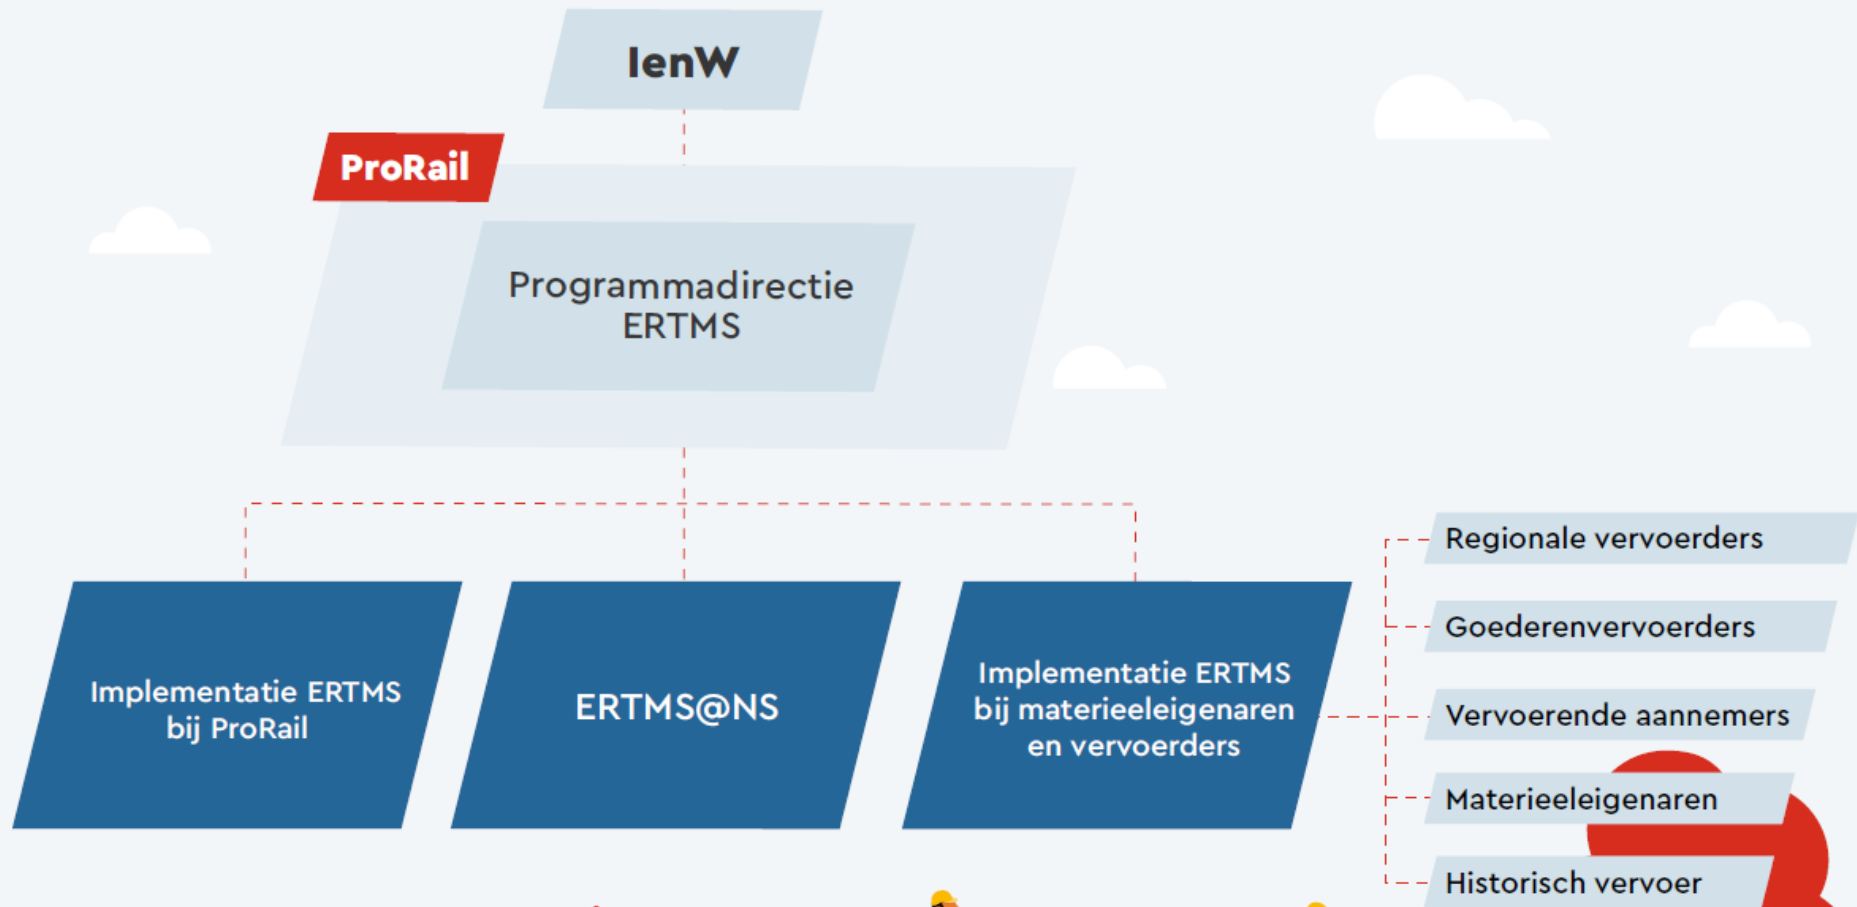 IenW
ProRail
Programmadirectie
ERTMS
Implementatie ERTMS
bij ProRail
ERTMS@NS
Implementatie ERTMS
bij materieeleigenaren
en vervoerders
Regionale vervoerders
Goederenvervoerders
Vervoerende aannemers
Materieeleigenaren
Historisch vervoer